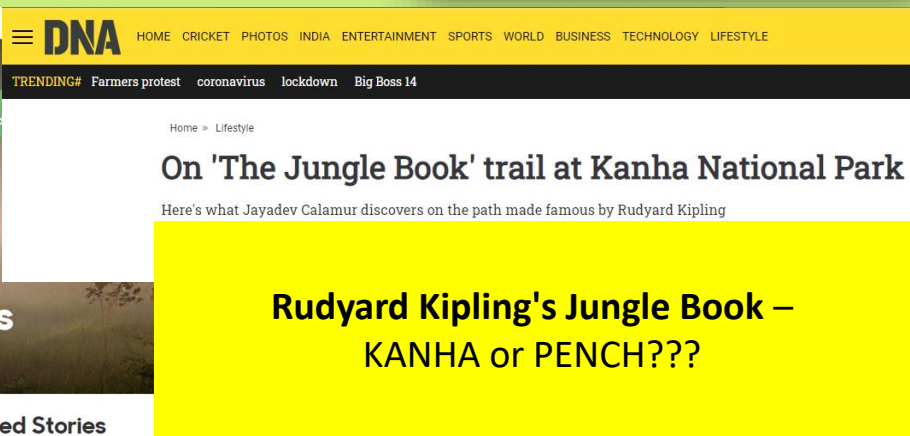 DNA HOME CRICKET PHOTOS INDIA ENTERTAINMENT SPORTS WORLD BUSINESS TECHNOLOGY LIFESTYLE
TRENDING# Farmers protest coronavirus lockdown Big Boss 14
Home » Lifestyle
On 'The Jungle Book' trail at Kanha National Park
Here's what Jayadev Calamur discovers on the path made famous by Rudyard Kipling
Rudyard Kipling's Jungle Book –
KANHA or PENCH???
s
ed Stories